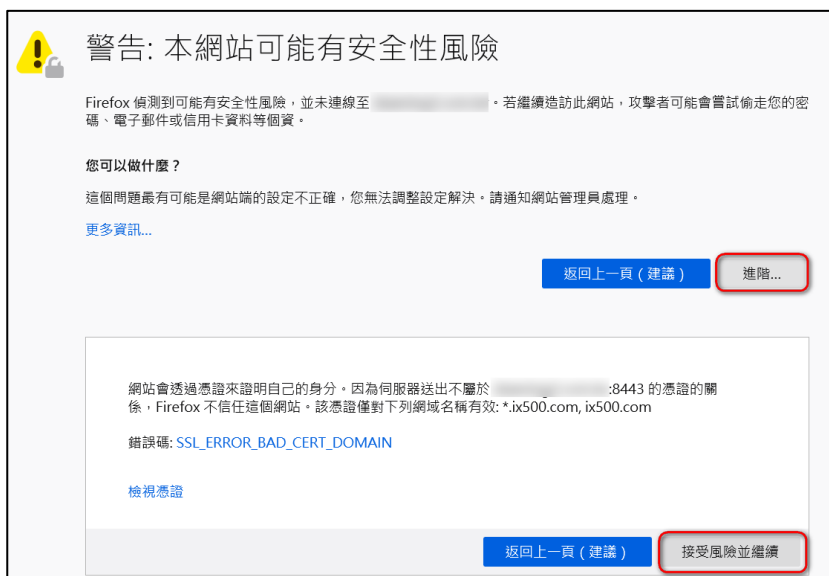 警告: 本網站可能有安全性風險
Firefox 偵測到可能有安全性風險，並未連線至 。若繼續造訪此網站，攻擊者可能會嘗試偷走您的密
碼、電子郵件或信用卡資料等個資。
您可以做什麼？
這個問題最有可能是網站端的設定不正確，您無法調整設定解決。請通知網站管理員處理。
更多資訊...
返回上一頁（建議） 進階...
網站會透過憑證來證明自己的身分。因為伺服器送出不屬於 :8443 的憑證的關
係，Firefox 不信任這個網站。該憑證僅對下列網域名稱有效: *.ix500.com, ix500.com
錯誤碼: SSL_ERROR_BAD_CERT_DOMAIN
檢視憑證
返回上一頁（建議） 接受風險並繼續